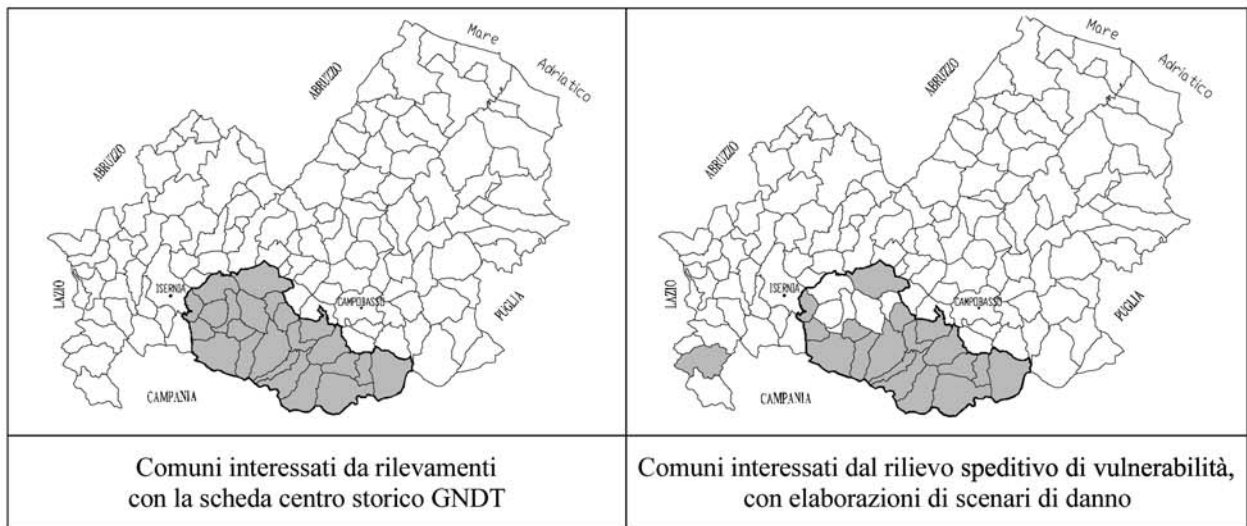 Mare
Adriatico
ABRUZZO
ABRUZZO
LAZIO
ISERNIA
CAMPOBASSO
PUGLIA
CAMPANIA
Mare
Adriatico
ABRUZZO
ABRUZZO
LAZIO
ISERNIA
CAMPOBASSO
PUGLIA
CAMPANIA
Comuni interessati da rilevamenti
con la scheda centro storico GNDT
Comuni interessati dal rilievo speditivo di vulnerabilità,
con elaborazioni di scenari di danno